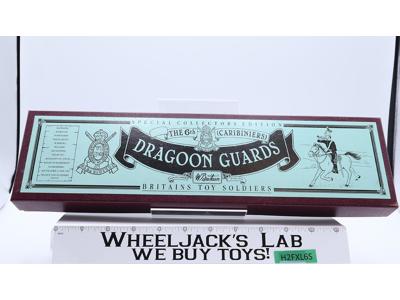 SPECIAL COLLECTORS EDITION
THE 6th (CARIBINIERS)
DRAGOON GUARDS
W. Britain
BRITAINS TOY SOLDIERS
WHEELJACK'S LAB
WE BUY TOYS!
H2FXL6S